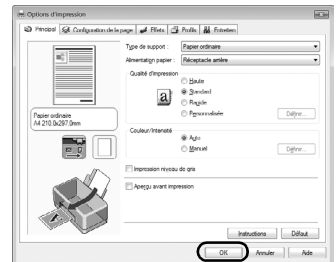 Options d'impression
Principal Configuration de la page Effets Profils Entretien
Type de support : Papier ordinaire
Alimentation papier : Réceptacle arrière
Qualité d'impression
Haute
Standard
Rapide
Personnalisée Définir...
Papier ordinaire
A4 210.0x297.0mm
Couleur/Intensité
Auto
Manuel Définir...
Impression niveau de gris
Aperçu avant impression
Instructions Défaut
OK Annuler Aide